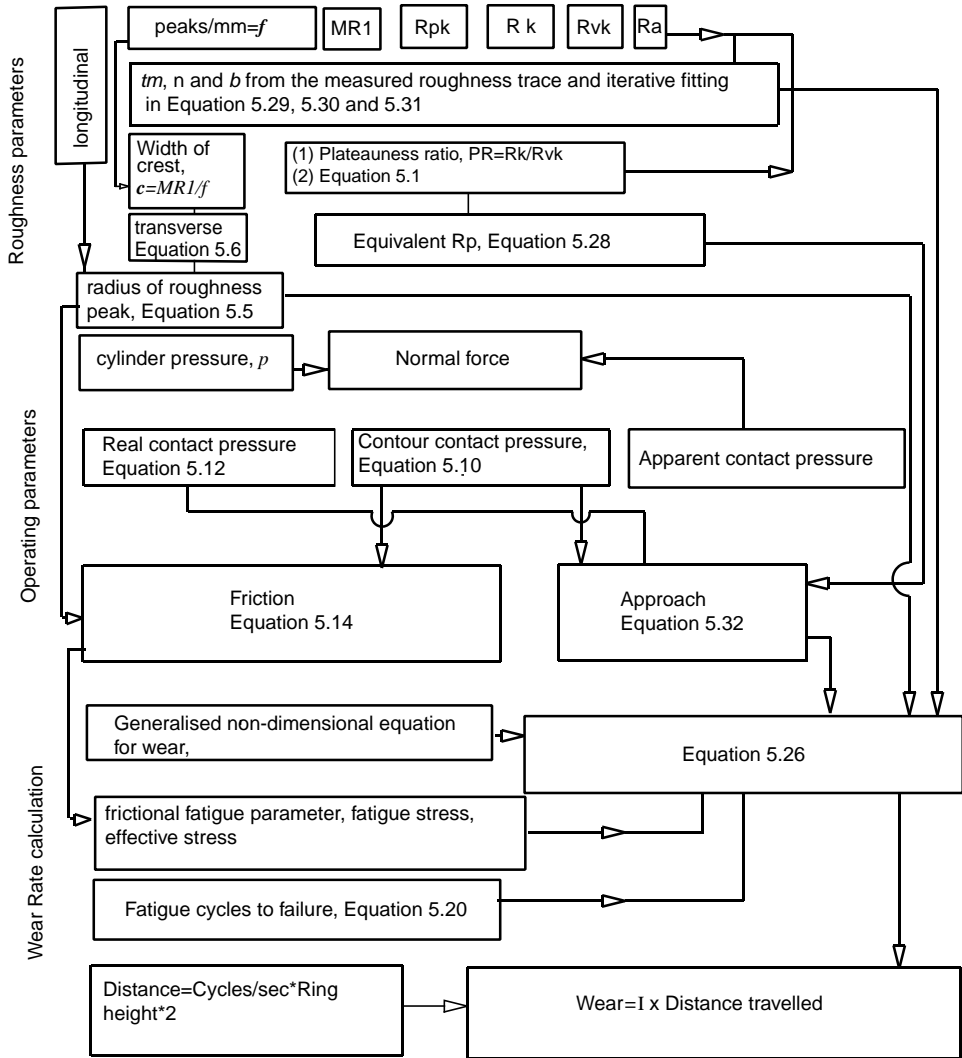 peaks/mm=f
MR1
Rpk
R k
Rvk
Ra
longitudinal
Roughness parameters
tm, n and b from the measured roughness trace and iterative fitting
in Equation 5.29, 5.30 and 5.31
Width of
crest,
c=MR1/f
(1) Plateauness ratio, PR=Rk/Rvk
(2) Equation 5.1
transverse
Equation 5.6
Equivalent Rp, Equation 5.28
radius of roughness
peak, Equation 5.5
cylinder pressure, p
Normal force
Operating parameters
Real contact pressure
Equation 5.12
Contour contact pressure,
Equation 5.10
Apparent contact pressure
Friction
Equation 5.14
Approach
Equation 5.32
Wear Rate calculation
Generalised non-dimensional equation
for wear,
Equation 5.26
frictional fatigue parameter, fatigue stress,
effective stress
Fatigue cycles to failure, Equation 5.20
Distance=Cycles/sec*Ring
height*2
Wear=I x Distance travelled